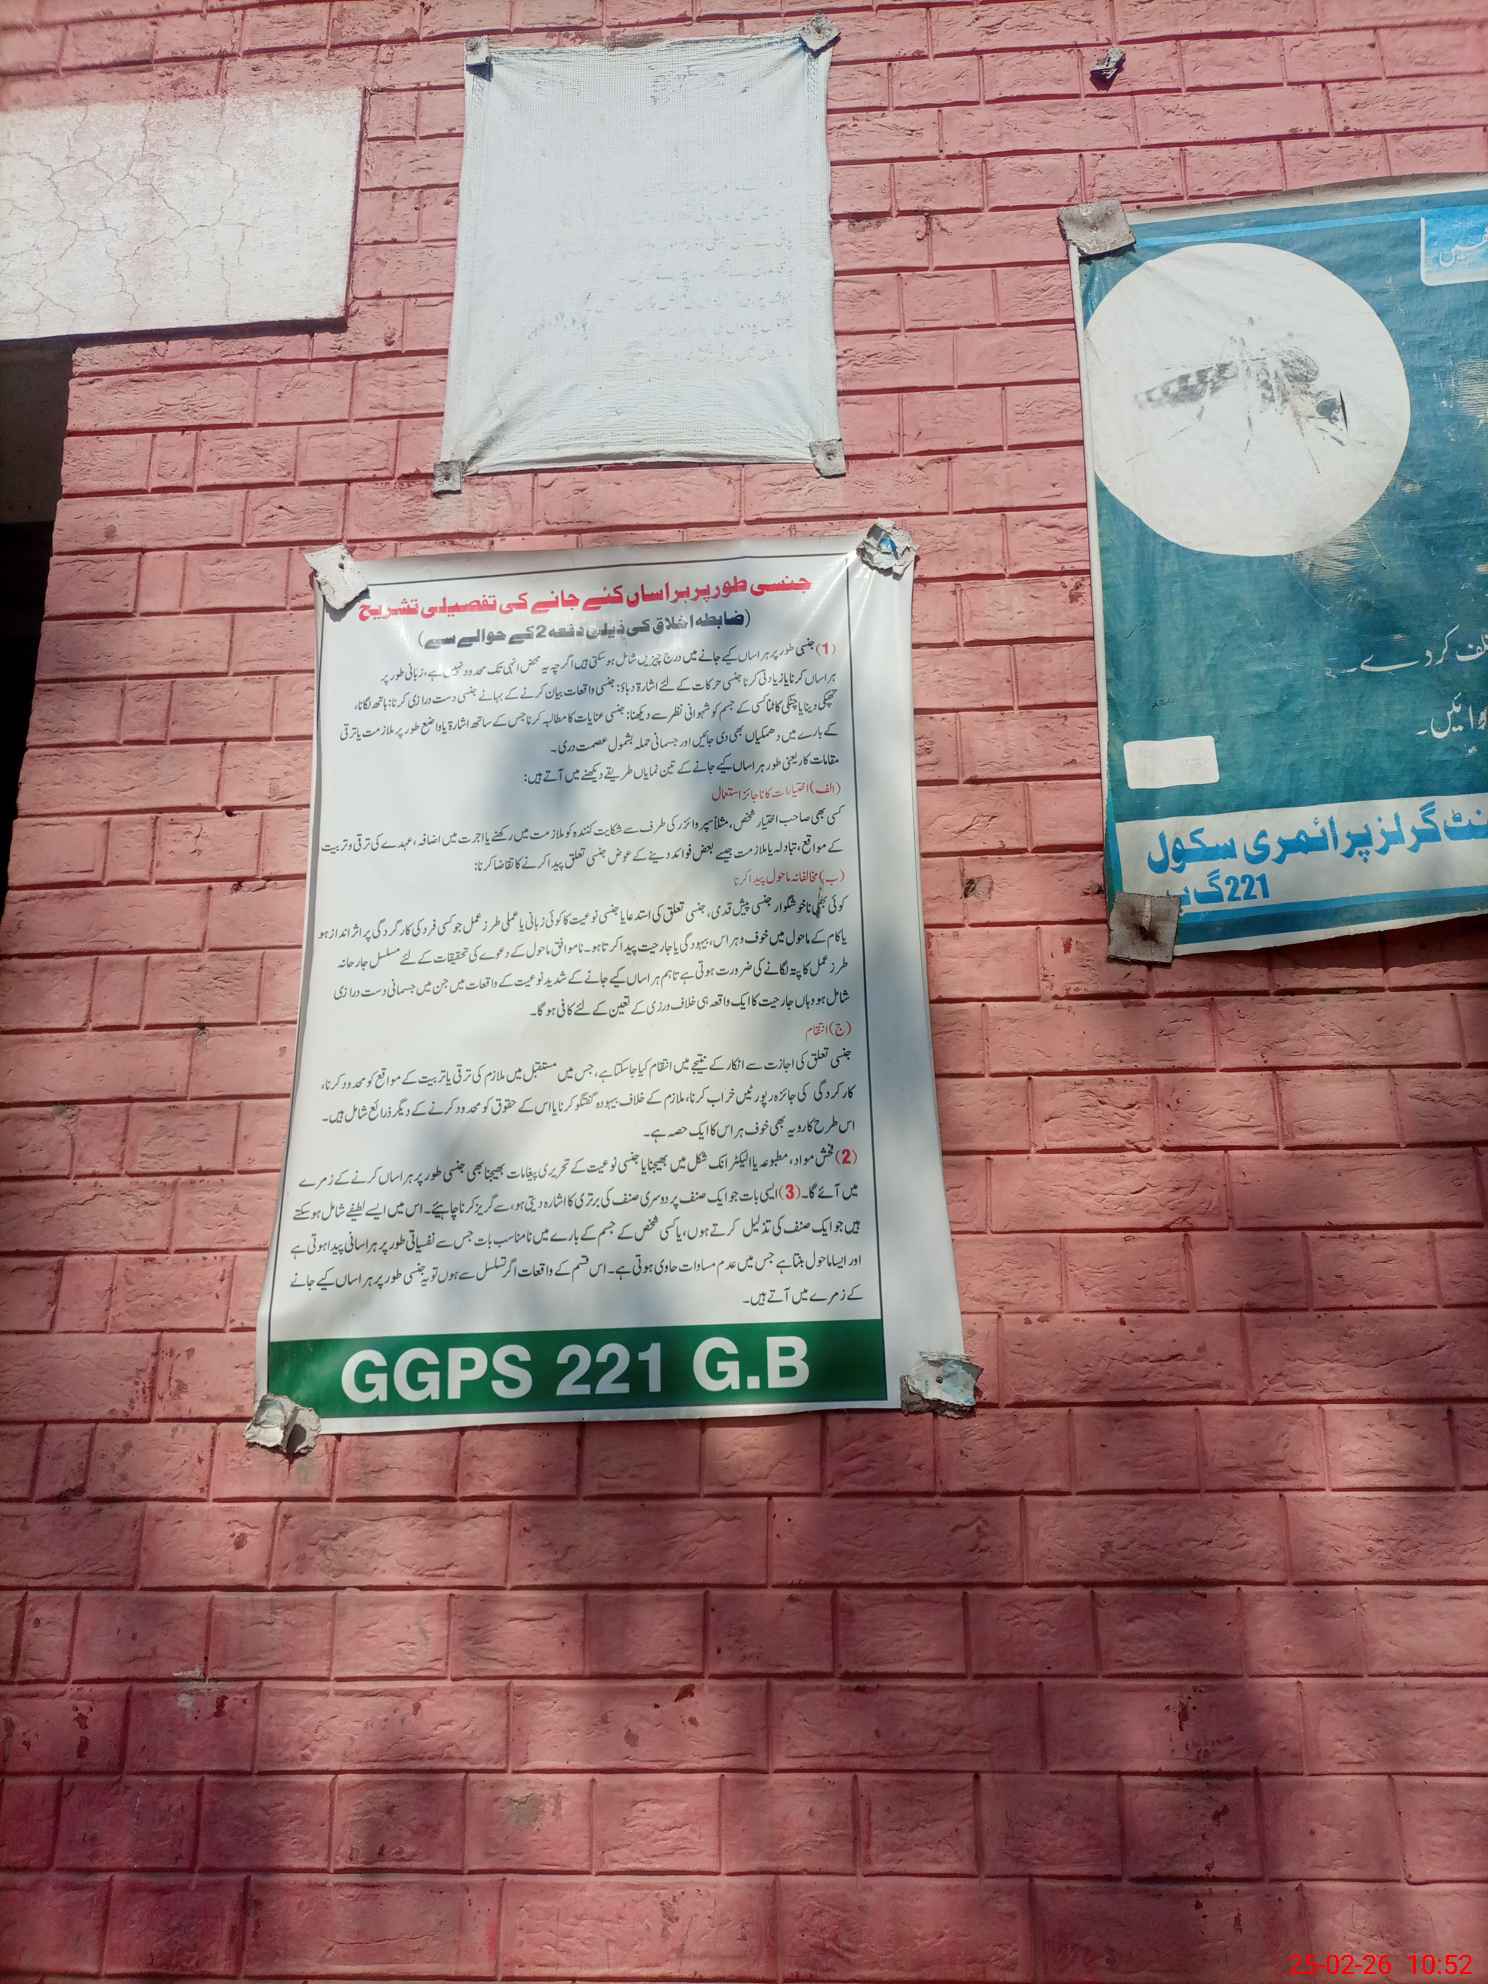 جنسی طور پر ہراساں کئے جانے کی تفصیلی تشریح
(ضابطہ اخلاق کی ذیلی دفعہ 2 کے حوالے سے)
(1) جنسی طور پر ہراساں کیے جانے میں درج چیزیں شامل ہو سکتی ہیں اگرچہ یہ محض انہی تک محدود نہیں ہے، زبانی طور پر
ہراساں کرنا یا زیادتی کرنا جنسی حرکات کے لئے اشارۃ دباؤ: جنسی واقعات بیان کرنے کے بہانے جنسی دست درازی کرنا: ہاتھ لگانا،
تھپکی دینا یا چٹکی کاٹنا کسی کے جسم کو شہوانی نظر سے دیکھنا: جنسی عنایات کا مطالبہ کرنا جس کے ساتھ اشارۃ یا واضع طور پر ملازمت یا ترقی
کے بارے میں دھمکیاں بھی دی جائیں اور جسمانی حملہ بشمول عصمت دری۔
مقامات کار یعنی طور ہراساں کیے جانے کے تین نمایاں طریقے دیکھنے میں آتے ہیں:
(الف) اختیارات کا ناجائز استعمال
کسی بھی صاحب اختیار شخص، مثلاً سپروائزر کی طرف سے شکایت کنندہ کو ملازمت میں رکھنے یا اجرت میں اضافہ، عہدے کی ترقی و تربیت
کے مواقع، تبادلہ یا ملازمت جیسے بعض فوائد دینے کے عوض جنسی تعلق پیدا کرنے کا تقاضا کرنا:
(ب) مخالفانہ ماحول پیدا کرنا
کوئی بھی ناخوشگوار جنسی پیش قدمی، جنسی تعلق کی استدعا یا جنسی نوعیت کا کوئی زبانی یا عملی طرز عمل جو کسی فرد کی کارگردگی پر اثر انداز ہو
یا کام کے ماحول میں خوف و ہراس، بیہودگی یا جارحیت پیدا کرتا ہو۔ ناموافق ماحول کے دعوے کی تحقیقات کے لئے مسلسل جارحانہ
طرز عمل کا پتہ لگانے کی ضرورت ہوتی ہے تاہم ہراساں کیے جانے کے شدید نوعیت کے واقعات میں جن میں جسمانی دست درازی
شامل ہو وہاں جارحیت کا ایک واقعہ ہی خلاف ورزی کے تعین کے لئے کافی ہو گا۔
(ج) انتقام
جنسی تعلق کی اجازت سے انکار کے نتیجے میں انتقام کیا جا سکتا ہے، جس میں مستقبل میں ملازم کی ترقی یا تربیت کے مواقع کو محدود کرنا،
کارکردگی کی جائزہ رپورٹیں خراب کرنا، ملازم کے خلاف بیہودہ گفتگو کرنا یا اس کے حقوق کو محدود کرنے کے دیگر ذرائع شامل ہیں۔
اس طرح کا رویہ بھی خوف ہراس کا ایک حصہ ہے۔
(2) فحش مواد، مطبوعہ یا الیکٹرانک شکل میں بھیجنا یا جنسی نوعیت کے تحریری پیغامات بھیجنا بھی جنسی طور پر ہراساں کرنے کے زمرے
میں آئے گا۔ (3) ایسی بات جو ایک صنف پر دوسری صنف کی برتری کا اشارہ دیتی ہو، سے گریز کرنا چاہیئے۔ اس میں ایسے لطیفے شامل ہو سکتے
ہیں جو ایک صنف کی تذلیل کرتے ہوں، یا کسی شخص کے جسم کے بارے میں نامناسب بات جس سے نفسیاتی طور پر ہراسانی پیدا ہوتی ہے
اور ایسا ماحول بنتا ہے جس میں عدم مساوات حاوی ہوتی ہے۔ اس قسم کے واقعات اگر تسلسل سے ہوں تو یہ جنسی طور پر ہراساں کیے جانے
کے زمرے میں آتے ہیں۔
GGPS 221 G.B
کر دے۔
گرلز پرائمری سکول
221 گ ب
25-02-26 10:52